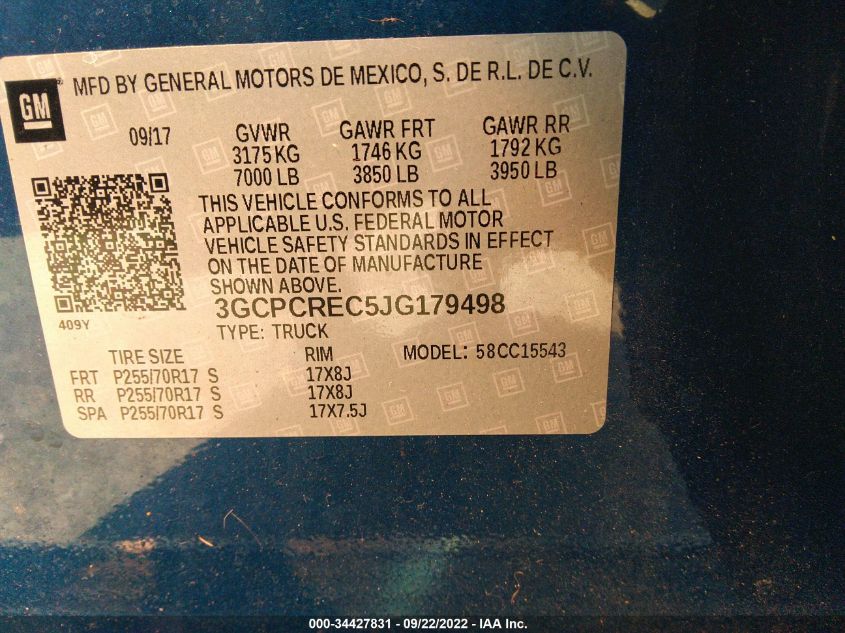 MFD BY GENERAL MOTORS DE MEXICO, S. DE R.L. DE C.V.
GM
09/17 GVWR GAWR FRT GAWR RR
3175 KG 1746 KG 1792 KG
7000 LB 3850 LB 3950 LB
THIS VEHICLE CONFORMS TO ALL
APPLICABLE U.S. FEDERAL MOTOR
VEHICLE SAFETY STANDARDS IN EFFECT
ON THE DATE OF MANUFACTURE
SHOWN ABOVE.
3GCPCREC5JG179498
409Y
TYPE: TRUCK
TIRE SIZE RIM MODEL: 58CC15543
FRT P255/70R17 S 17X8J
RR P255/70R17 S 17X8J
SPA P255/70R17 S 17X7.5J
000-34427831 / 09/22/2022 - IAA Inc.